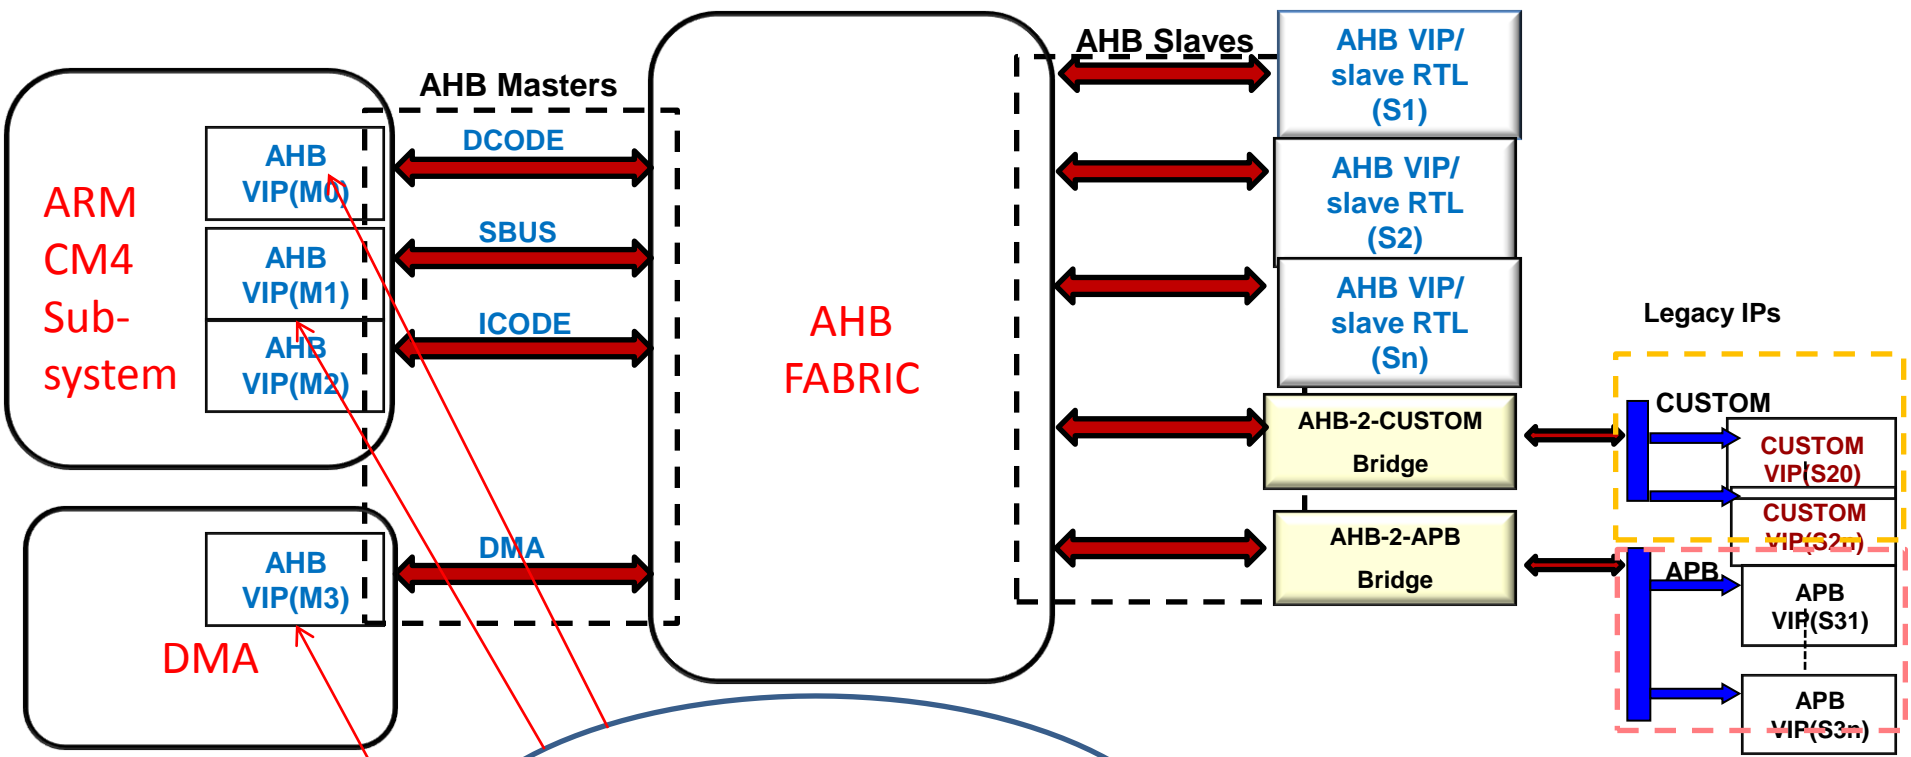 AHB Masters
AHB Slaves
ARM
CM4
Sub-
system
AHB
VIP(M0)
AHB
VIP(M1)
AHB
VIP(M2)
DCODE
SBUS
ICODE
DMA
AHB
VIP(M3)
DMA
AHB
FABRIC
AHB VIP/
slave RTL
(S1)
AHB VIP/
slave RTL
(S2)
AHB VIP/
slave RTL
(Sn)
AHB-2-CUSTOM
Bridge
AHB-2-APB
Bridge
Legacy IPs
CUSTOM
CUSTOM
VIP(S20)
CUSTOM
VIP(S2n)
APB
APB
VIP(S31)
APB
VIP(S3n)